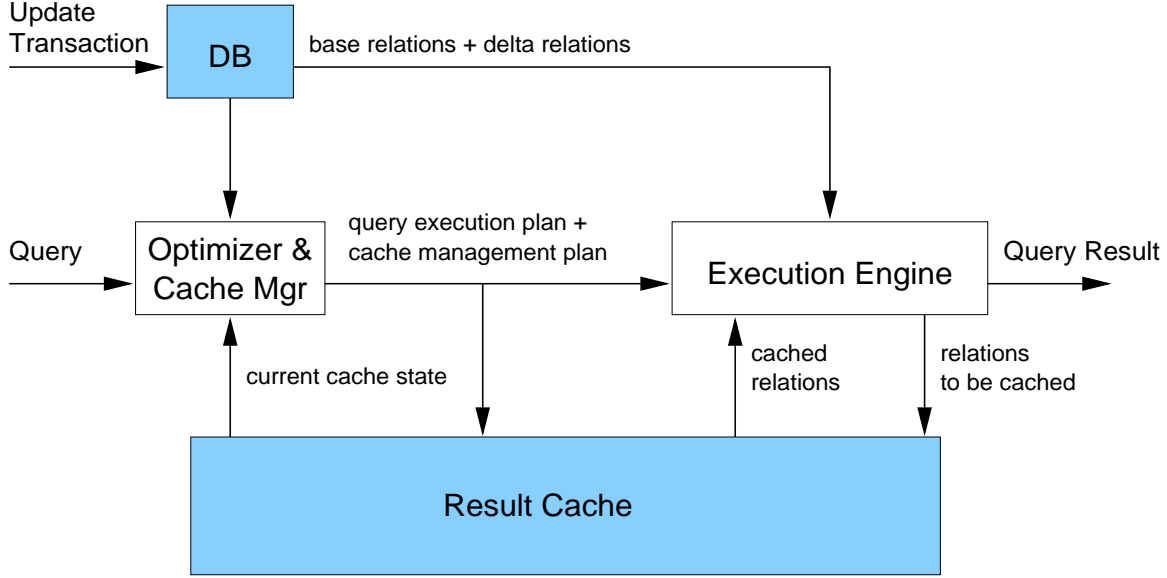 Update
Transaction
DB
base relations + delta relations
query execution plan +
cache management plan
Query
Optimizer &
Cache Mgr
Execution Engine
Query Result
current cache state
cached
relations
relations
to be cached
Result Cache